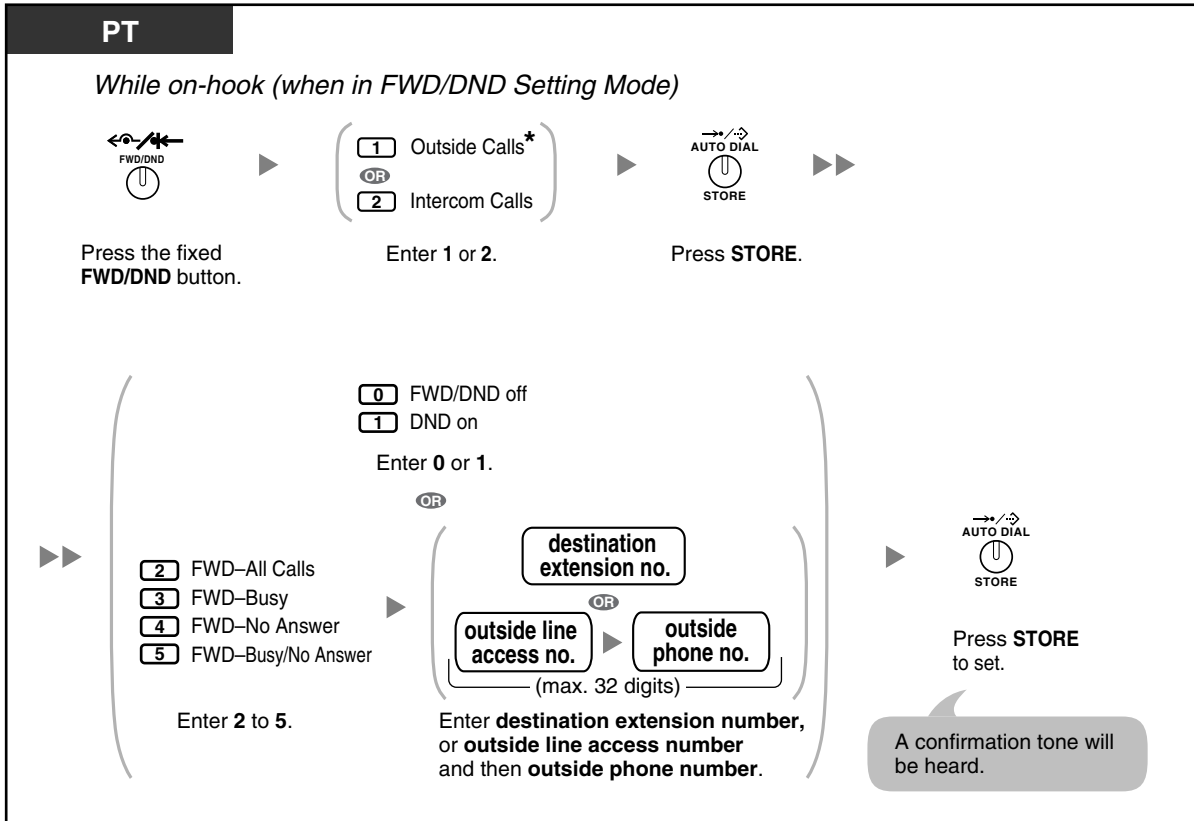 PT
While on-hook (when in FWD/DND Setting Mode)
FWD/DND
Press the fixed
FWD/DND button.
1 Outside Calls*
OR
2 Intercom Calls
Enter 1 or 2.
AUTO DIAL
STORE
Press STORE.
0 FWD/DND off
1 DND on
Enter 0 or 1.
OR
2 FWD–All Calls
3 FWD–Busy
4 FWD–No Answer
5 FWD–Busy/No Answer
Enter 2 to 5.
destination
extension no.
OR
outside line
access no.
outside
phone no.
(max. 32 digits)
Enter destination extension number,
or outside line access number
and then outside phone number.
AUTO DIAL
STORE
Press STORE
to set.
A confirmation tone will
be heard.